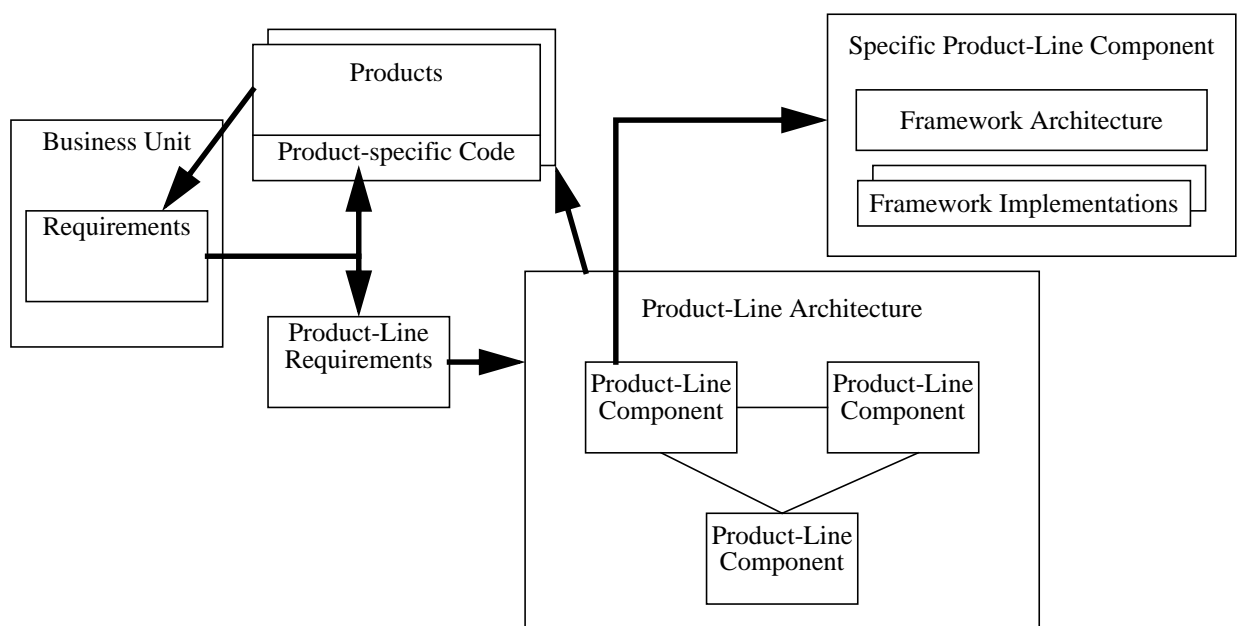 Products
Product-specific Code
Business Unit
Requirements
Product-Line
Requirements
Specific Product-Line Component
Framework Architecture
Framework Implementations
Product-Line Architecture
Product-Line
Component
Product-Line
Component
Product-Line
Component